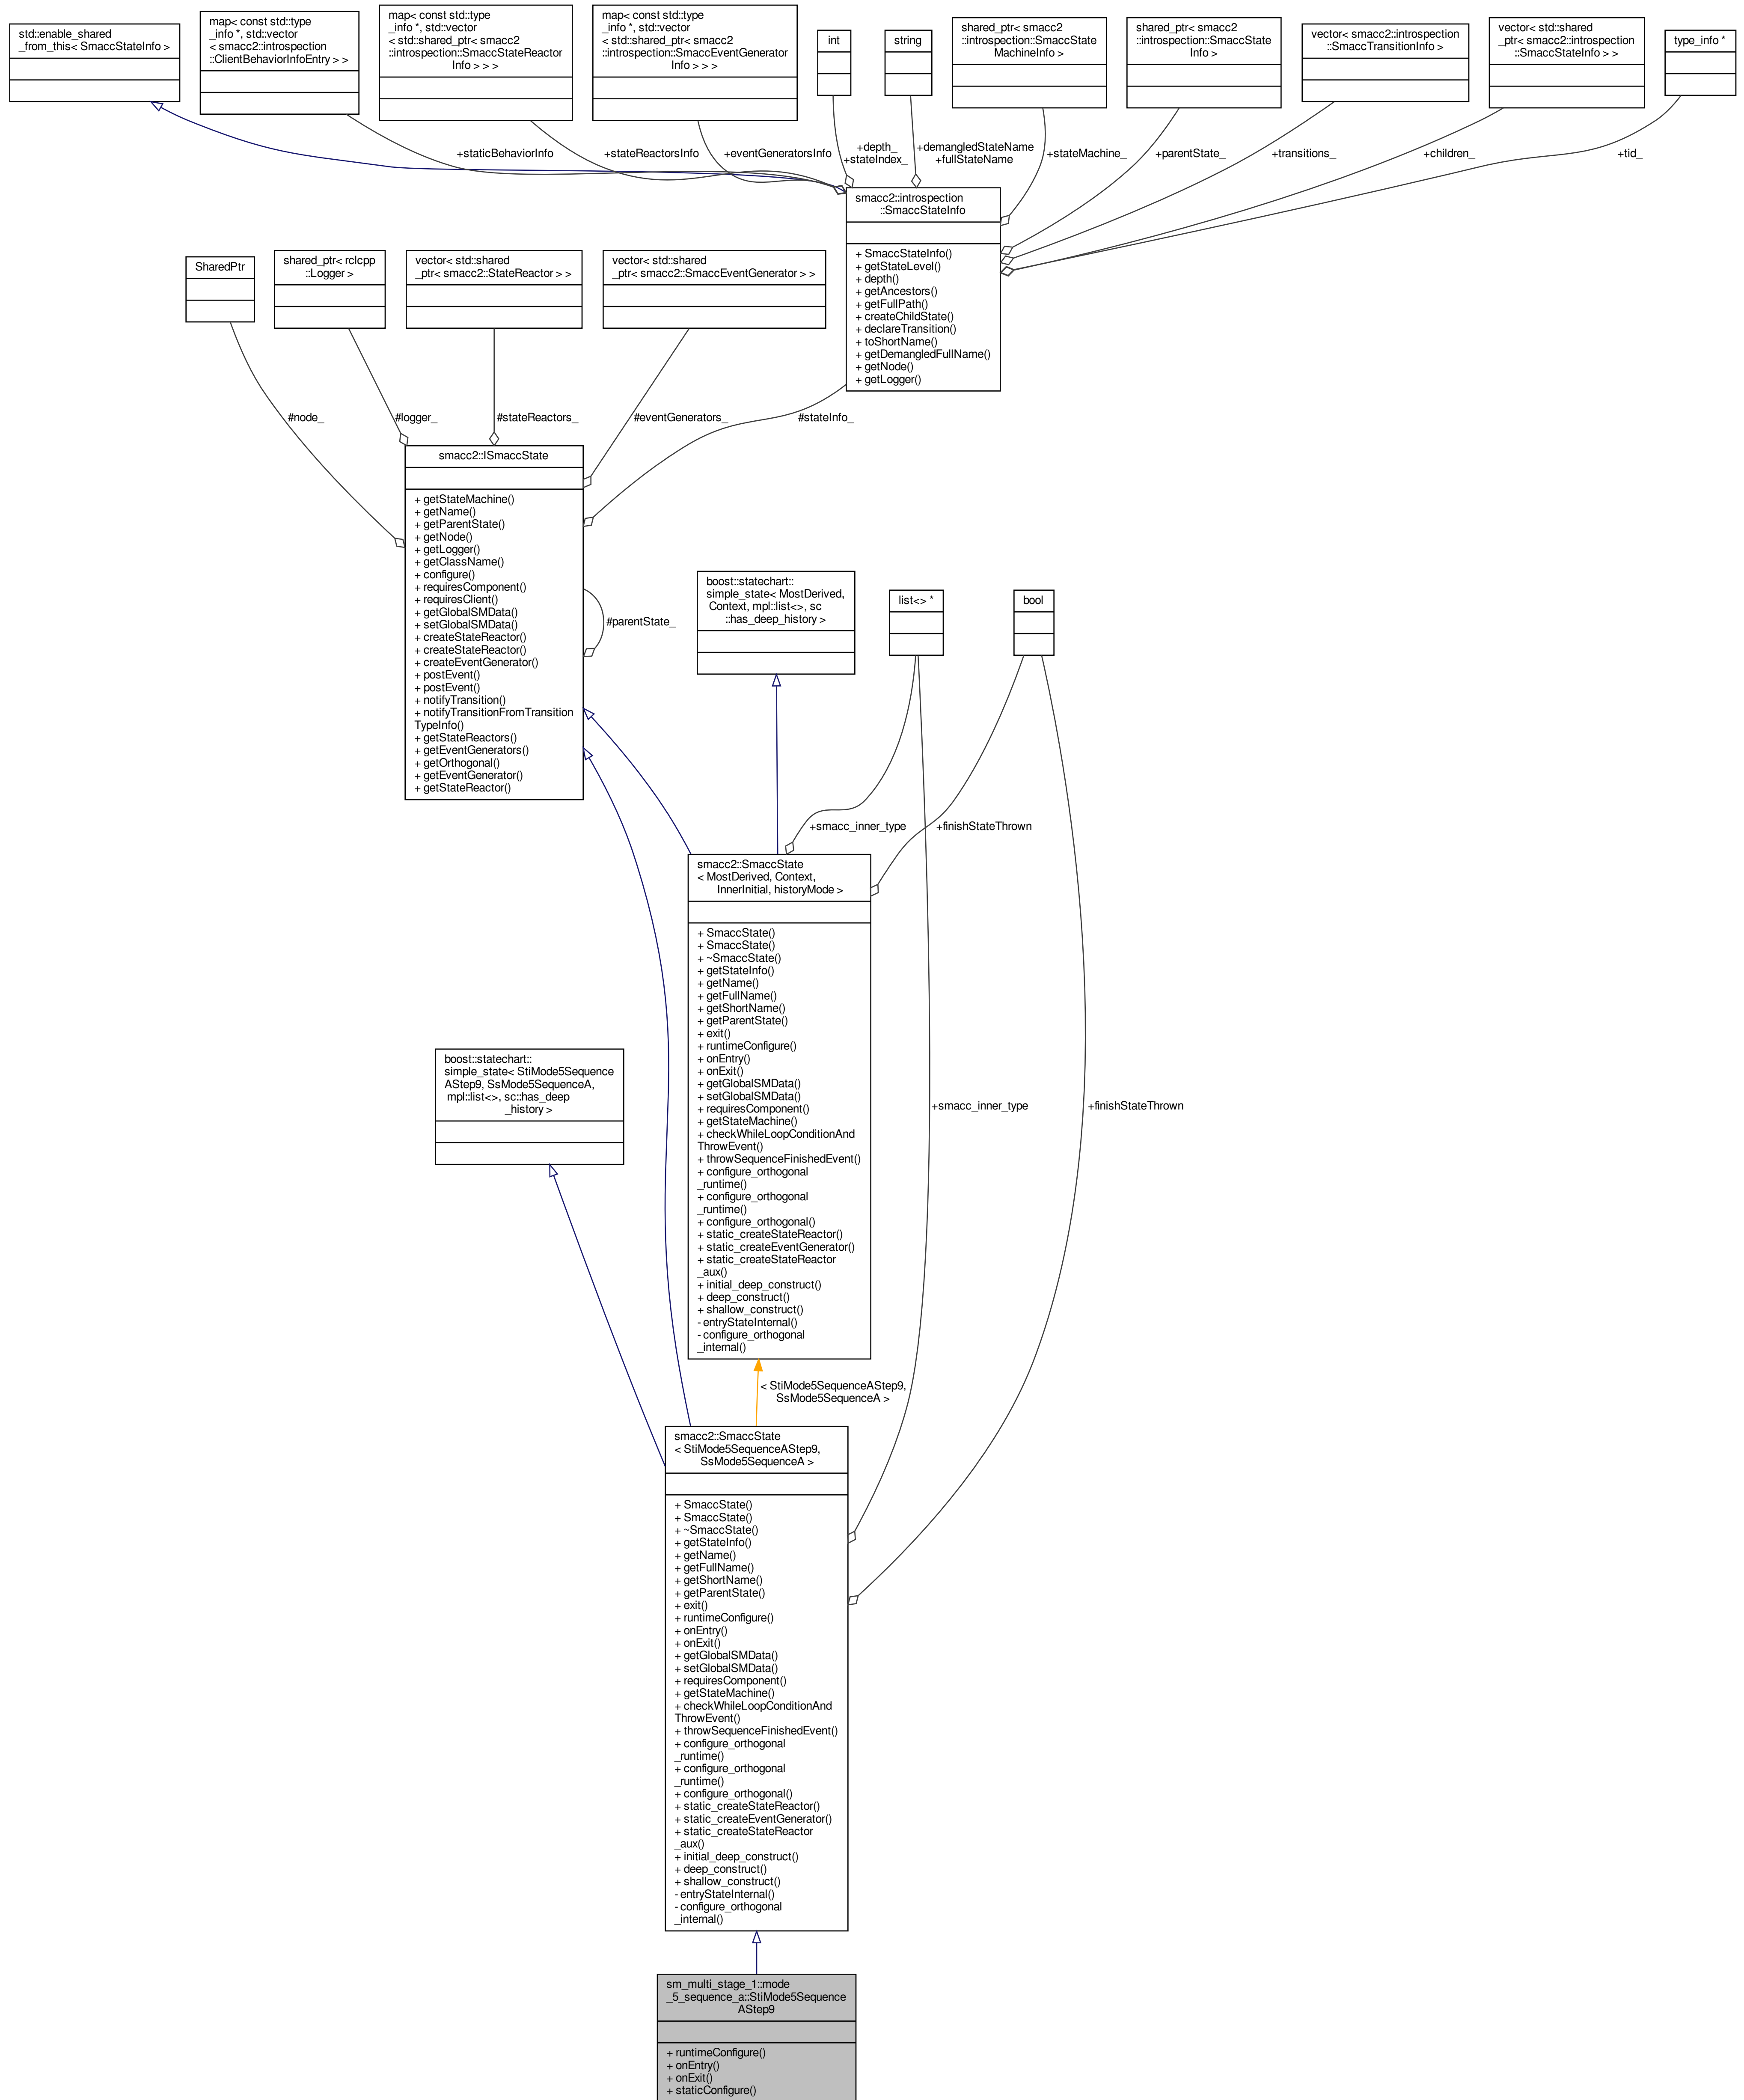 std::enable_shared
_from_this< SmaccStateInfo >
map< const std::type
_info *, std::vector
< smacc2::introspection
::ClientBehaviorInfoEntry > >
map< const std::type
_info *, std::vector
< std::shared_ptr< smacc2
::introspection::SmaccStateReactor
Info > > >
map< const std::type
_info *, std::vector
< std::shared_ptr< smacc2
::introspection::SmaccEventGenerator
Info > > >
int
string
shared_ptr< smacc2
::introspection::SmaccState
MachineInfo >
shared_ptr< smacc2
::introspection::SmaccState
Info >
vector< smacc2::introspection
::SmaccTransitionInfo >
vector< std::shared
_ptr< smacc2::introspection
::SmaccStateInfo > >
type_info *
+staticBehaviorInfo
+stateReactorsInfo
+eventGeneratorsInfo
+depth_
+stateIndex_
+demangledStateName
+fullStateName
+stateMachine_
+parentState_
+transitions_
+children_
+tid_
smacc2::introspection
::SmaccStateInfo
+ SmaccStateInfo()
+ getStateLevel()
+ depth()
+ getAncestors()
+ getFullPath()
+ createChildState()
+ declareTransition()
+ toShortName()
+ getDemangledFullName()
+ getNode()
+ getLogger()
SharedPtr
shared_ptr< rclcpp
::Logger >
vector< std::shared
_ptr< smacc2::StateReactor > >
vector< std::shared
_ptr< smacc2::SmaccEventGenerator > >
#node_
#logger_
#stateReactors_
#eventGenerators_
#stateInfo_
smacc2::ISmaccState
+ getStateMachine()
+ getName()
+ getParentState()
+ getNode()
+ getLogger()
+ getClassName()
+ configure()
+ requiresComponent()
+ requiresClient()
+ getGlobalSMData()
+ setGlobalSMData()
+ createStateReactor()
+ createStateReactor()
+ createEventGenerator()
+ postEvent()
+ postEvent()
+ notifyTransition()
+ notifyTransitionFromTransition
TypeInfo()
+ getStateReactors()
+ getEventGenerators()
+ getOrthogonal()
+ getEventGenerator()
+ getStateReactor()
#parentState_
boost::statechart::
simple_state< MostDerived,
Context, mpl::list<>, sc
::has_deep_history >
list<> *
bool
+smacc_inner_type
+finishStateThrown
smacc2::SmaccState
< MostDerived, Context,
InnerInitial, historyMode >
+ SmaccState()
+ SmaccState()
+ ~SmaccState()
+ getStateInfo()
+ getName()
+ getFullName()
+ getShortName()
+ getParentState()
+ exit()
+ runtimeConfigure()
+ onEntry()
+ onExit()
+ getGlobalSMData()
+ setGlobalSMData()
+ requiresComponent()
+ getStateMachine()
+ checkWhileLoopConditionAnd
ThrowEvent()
+ throwSequenceFinishedEvent()
+ configure_orthogonal
_runtime()
+ configure_orthogonal
_runtime()
+ configure_orthogonal()
+ static_createStateReactor()
+ static_createEventGenerator()
+ static_createStateReactor
_aux()
+ initial_deep_construct()
+ deep_construct()
+ shallow_construct()
- entryStateInternal()
- configure_orthogonal
_internal()
boost::statechart::
simple_state< StiMode5Sequence
AStep9, SsMode5SequenceA,
mpl::list<>, sc::has_deep
_history >
+smacc_inner_type
+finishStateThrown
< StiMode5SequenceAStep9,
SsMode5SequenceA >
smacc2::SmaccState
< StiMode5SequenceAStep9,
SsMode5SequenceA >
+ SmaccState()
+ SmaccState()
+ ~SmaccState()
+ getStateInfo()
+ getName()
+ getFullName()
+ getShortName()
+ getParentState()
+ exit()
+ runtimeConfigure()
+ onEntry()
+ onExit()
+ getGlobalSMData()
+ setGlobalSMData()
+ requiresComponent()
+ getStateMachine()
+ checkWhileLoopConditionAnd
ThrowEvent()
+ throwSequenceFinishedEvent()
+ configure_orthogonal
_runtime()
+ configure_orthogonal
_runtime()
+ configure_orthogonal()
+ static_createStateReactor()
+ static_createEventGenerator()
+ static_createStateReactor
_aux()
+ initial_deep_construct()
+ deep_construct()
+ shallow_construct()
- entryStateInternal()
- configure_orthogonal
_internal()
sm_multi_stage_1::mode
_5_sequence_a::StiMode5Sequence
AStep9
+ runtimeConfigure()
+ onEntry()
+ onExit()
+ staticConfigure()